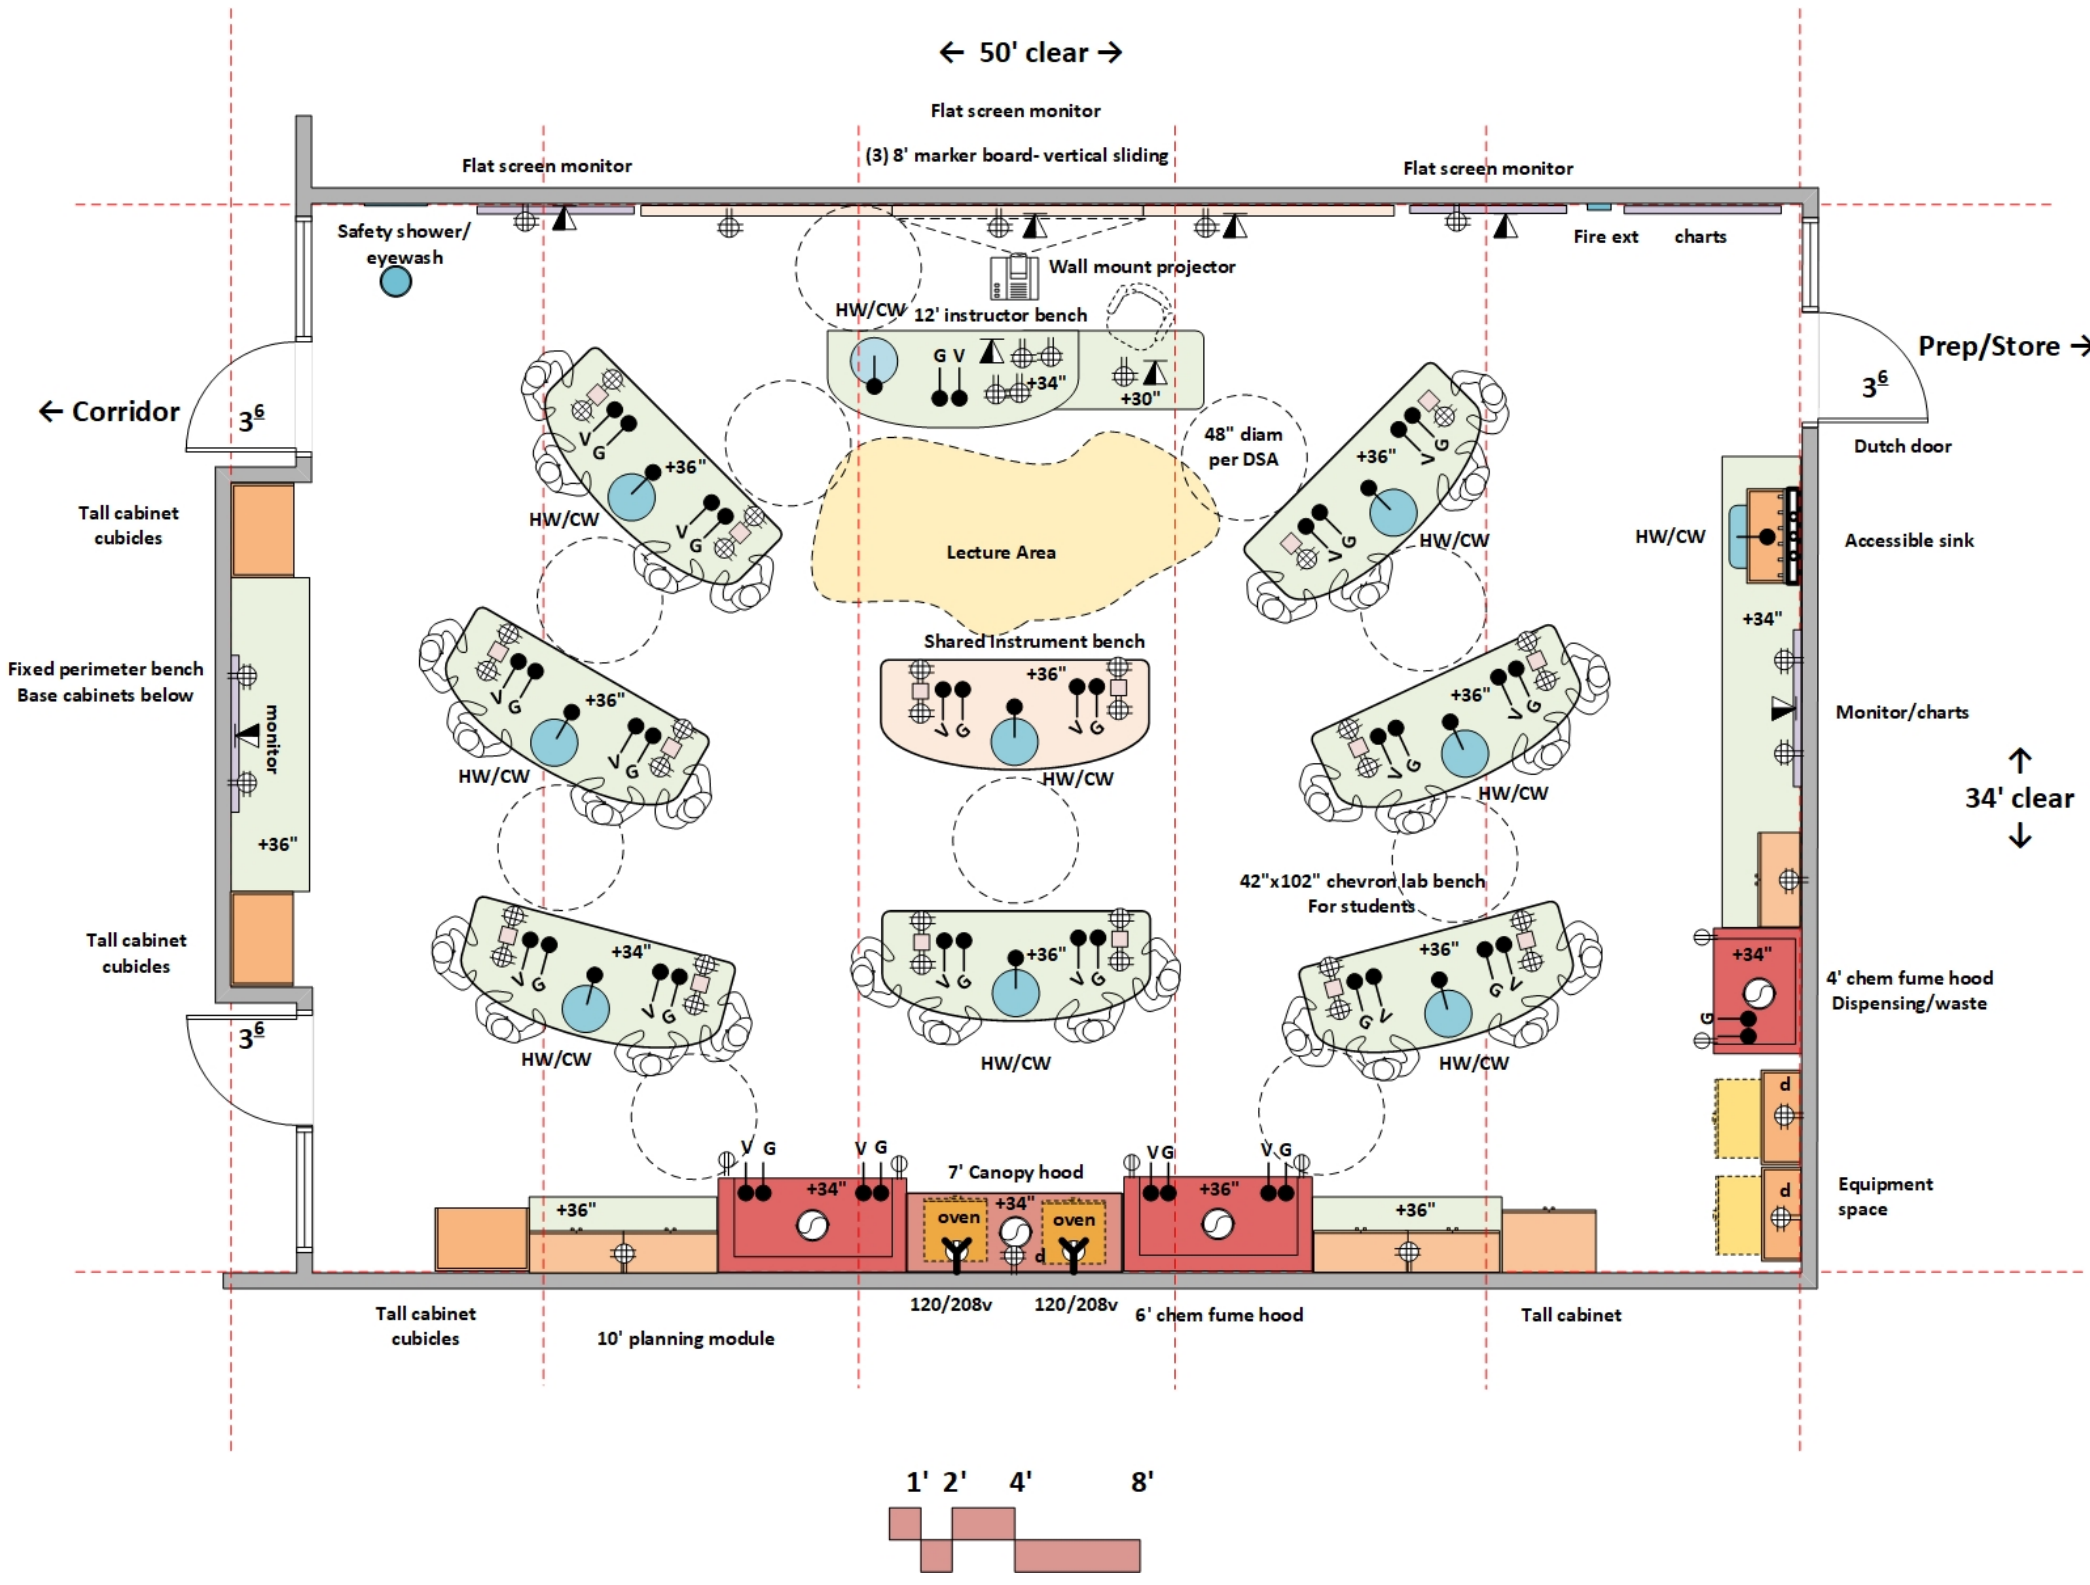 ← 50' clear →
Flat screen monitor
(3) 8' marker board- vertical sliding
Flat screen monitor
Flat screen monitor
Safety shower/
eyewash
Fire ext
charts
Wall mount projector
HW/CW
12' instructor bench
G V
+34"
+30"
← Corridor
3⁶
Prep/Store →
3⁶
Dutch door
48" diam
per DSA
V
G
+36"
V
G
HW/CW
+36"
V
G
V
G
HW/CW
Tall cabinet
cubicles
Lecture Area
HW/CW
Accessible sink
+34"
Shared Instrument bench
+36"
V G
V G
HW/CW
Fixed perimeter bench
Base cabinets below
monitor
+36"
V G
+36"
V G
HW/CW
+36"
V G
V G
HW/CW
Monitor/charts
↑
34' clear
↓
42"x102" chevron lab bench
For students
Tall cabinet
cubicles
+34"
V G
V G
HW/CW
+36"
V G
V G
HW/CW
+36"
G V
G V
HW/CW
+34"
G
4' chem fume hood
Dispensing/waste
3⁶
d
d
Equipment
space
V G
V G
+34"
7' Canopy hood
+34"
oven
oven
d
V G
V G
+36"
+36"
+36"
120/208v
120/208v
6' chem fume hood
Tall cabinet
cubicles
10' planning module
Tall cabinet
1' 2' 4' 8'